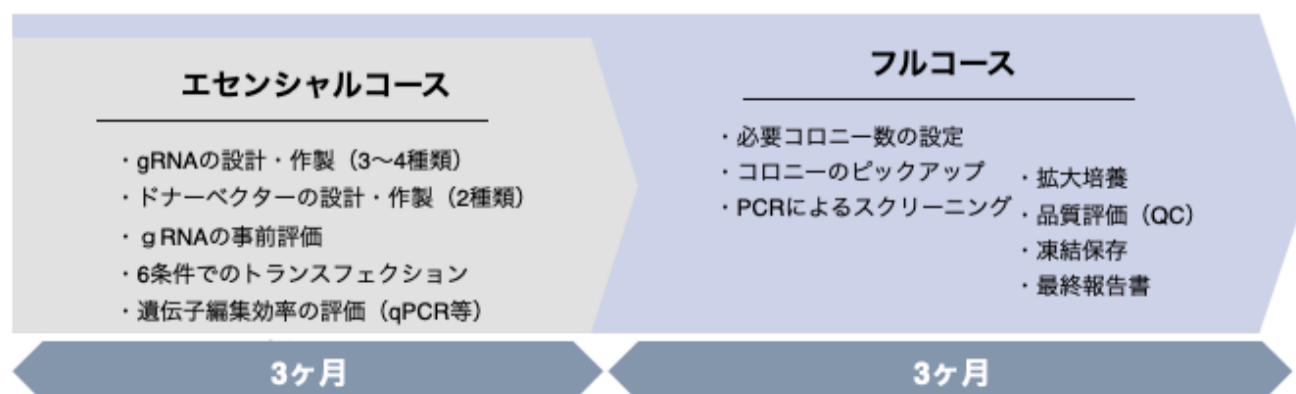 エセンシャルコース
・gRNAの設計・作製（3〜4種類）
・ドナーベクターの設計・作製（2種類）
・ｇRNAの事前評価
・6条件でのトランスフェクション
・遺伝子編集効率の評価（qPCR等）
3ヶ月
フルコース
・必要コロニー数の設定
・コロニーのピックアップ
・PCRによるスクリーニング
・拡大培養
・品質評価（QC）
・凍結保存
・最終報告書
3ヶ月